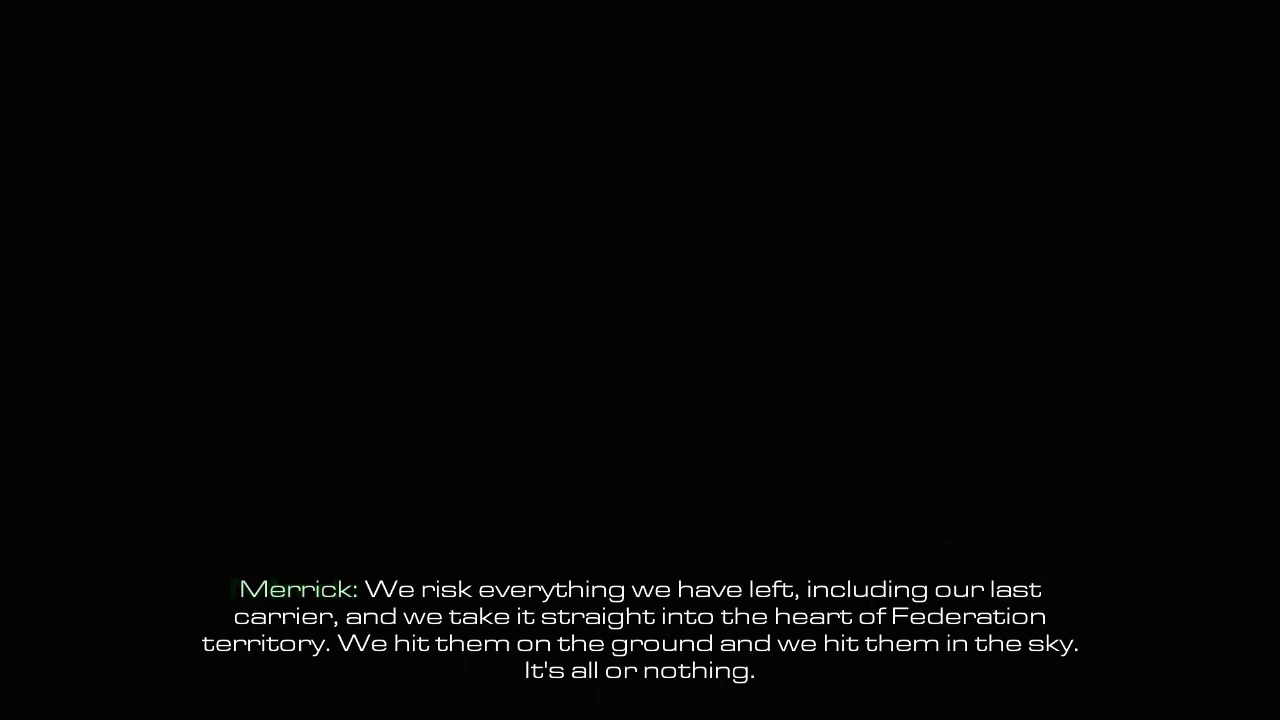 Merrick: We risk everything we have left, including our last
carrier, and we take it straight into the heart of Federation
territory. We hit them on the ground and we hit them in the sky.
It's all or nothing.